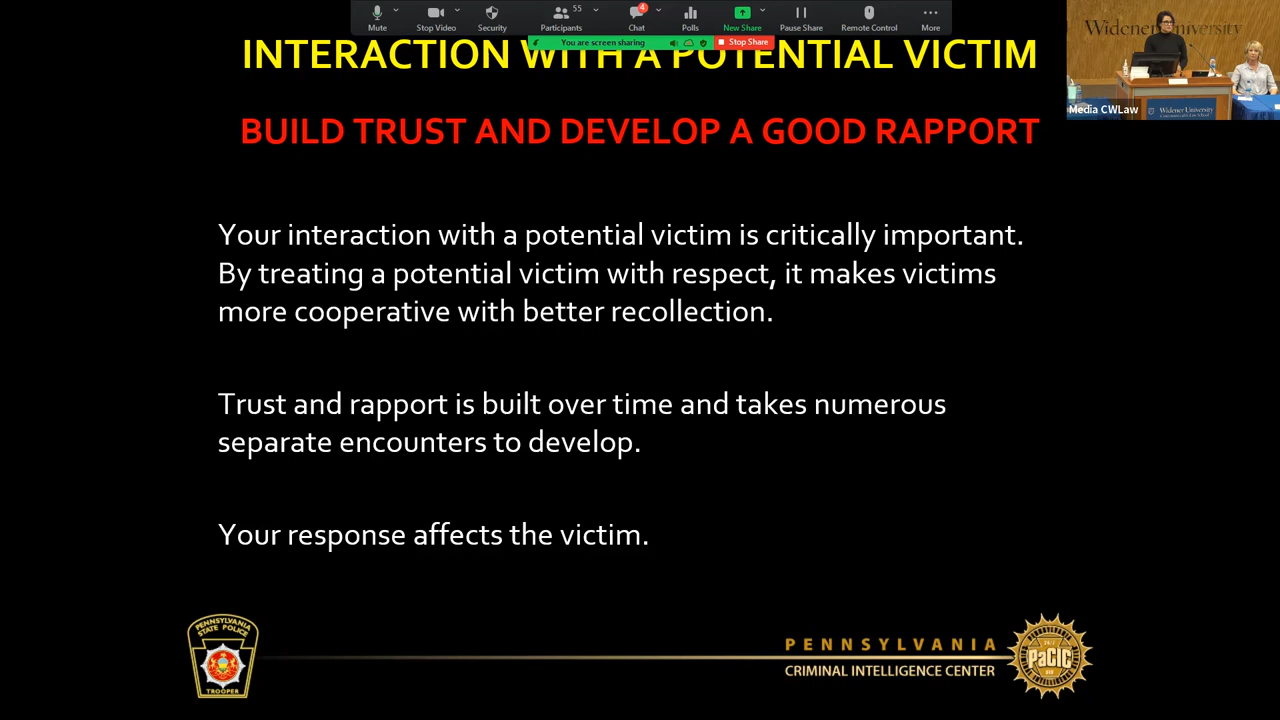 Mute
Stop Video
Security
55
Participants
4
Chat
Polls
New Share
Pause Share
Remote Control
More
You are screen sharing
Stop Share
Widener University
Media CWLaw
Widener University
INTERACTION WITH A POTENTIAL VICTIM
BUILD TRUST AND DEVELOP A GOOD RAPPORT
Your interaction with a potential victim is critically important.
By treating a potential victim with respect, it makes victims
more cooperative with better recollection.
Trust and rapport is built over time and takes numerous
separate encounters to develop.
Your response affects the victim.
PENNSYLVANIA
STATE POLICE
TROOPER
PENNSYLVANIA
CRIMINAL INTELLIGENCE CENTER
PaCIC